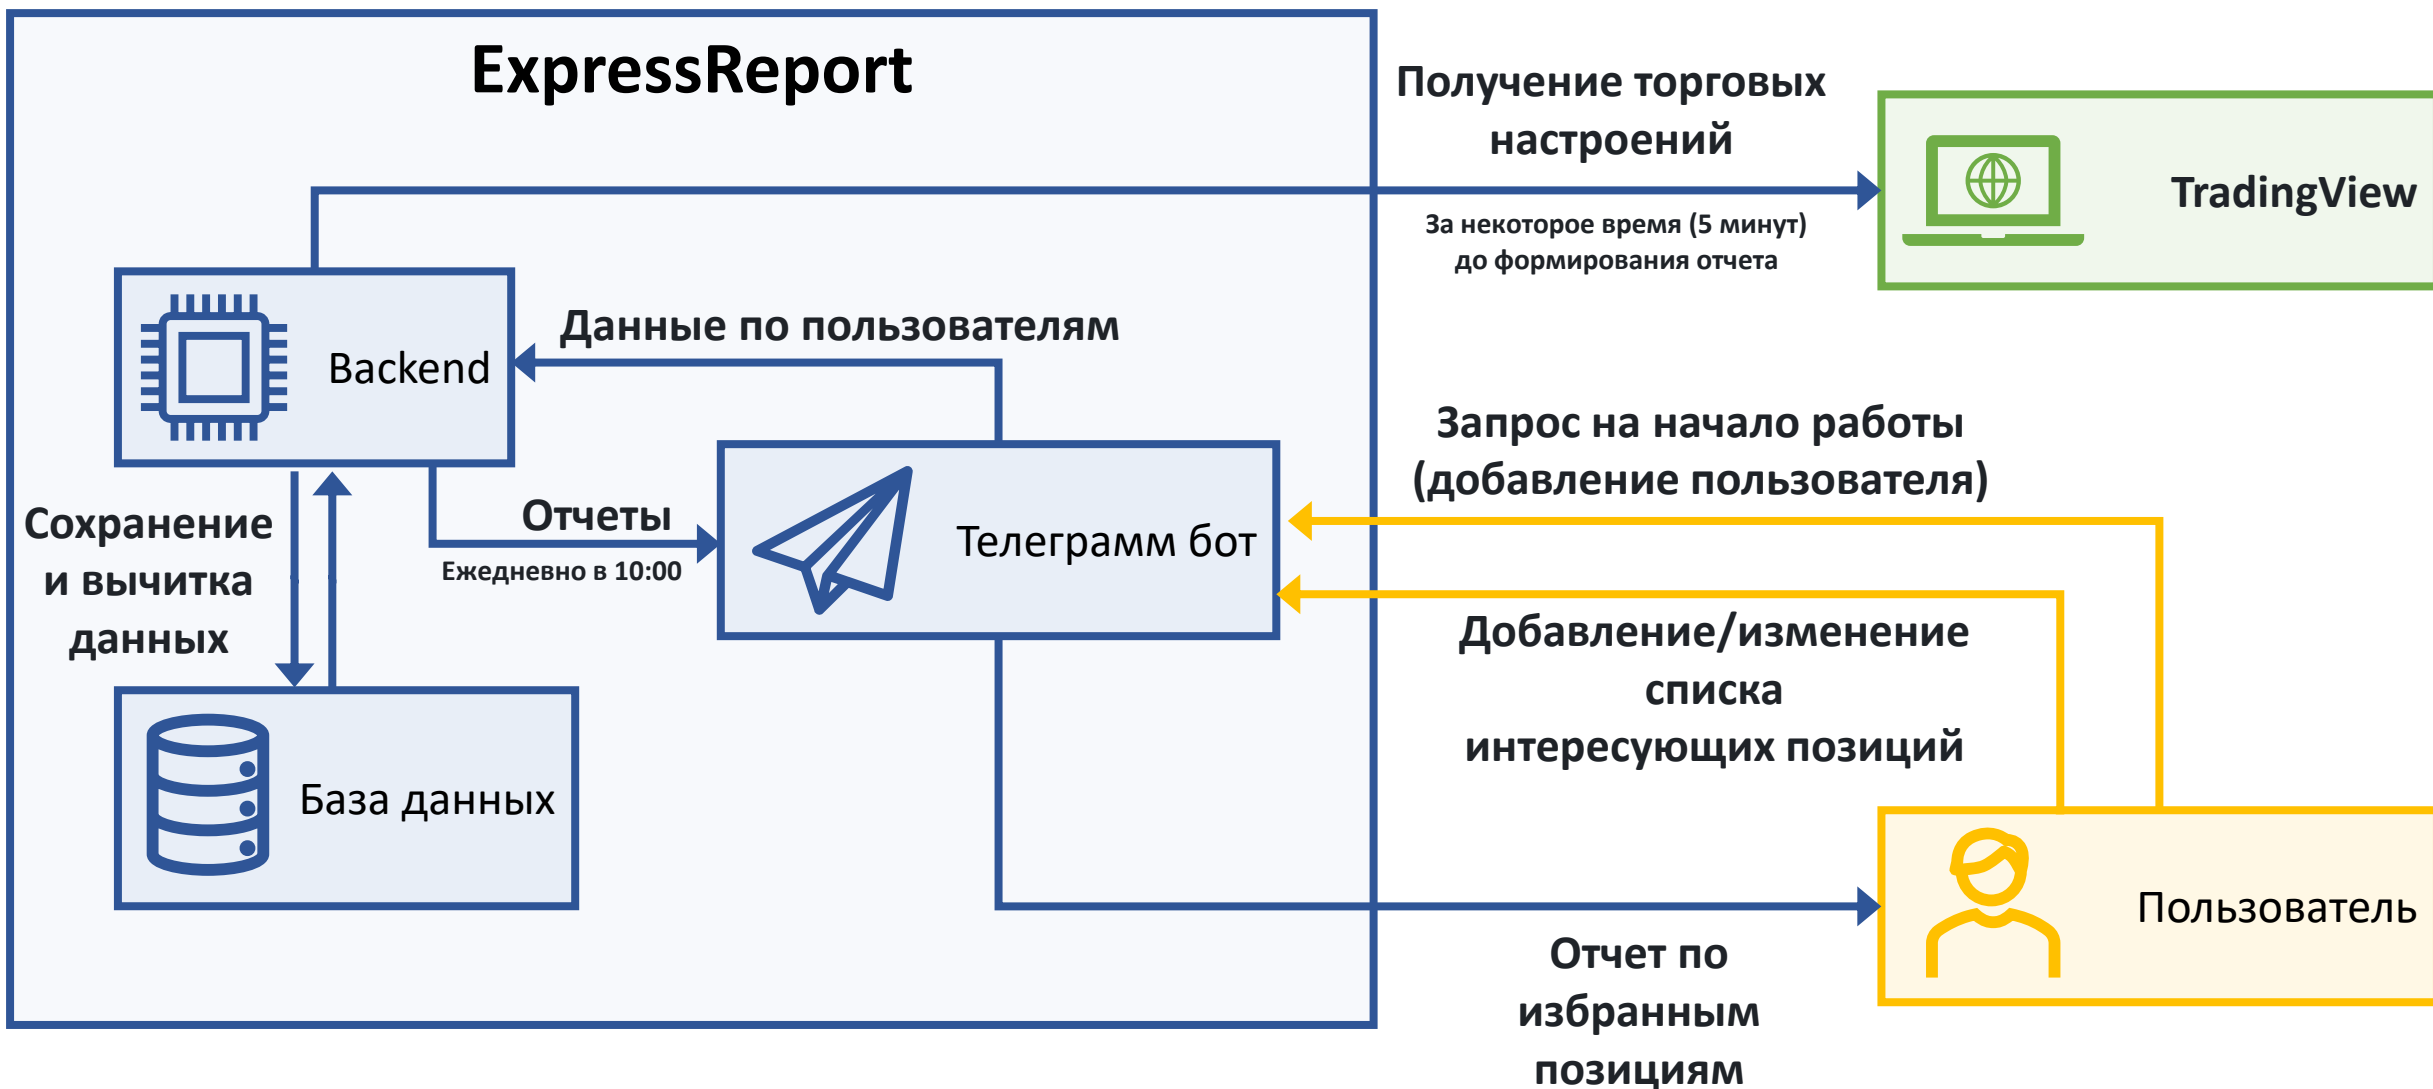 ExpressReport
Получение торговых
настроений
За некоторое время (5 минут)
до формирования отчета
TradingView
Backend
Данные по пользователям
Запрос на начало работы
(добавление пользователя)
Отчеты
Ежедневно в 10:00
Телеграмм бот
Сохранение
и вычитка
данных
Добавление/изменение
списка
интересующих позиций
База данных
Пользователь
Отчет по
избранным
позициям